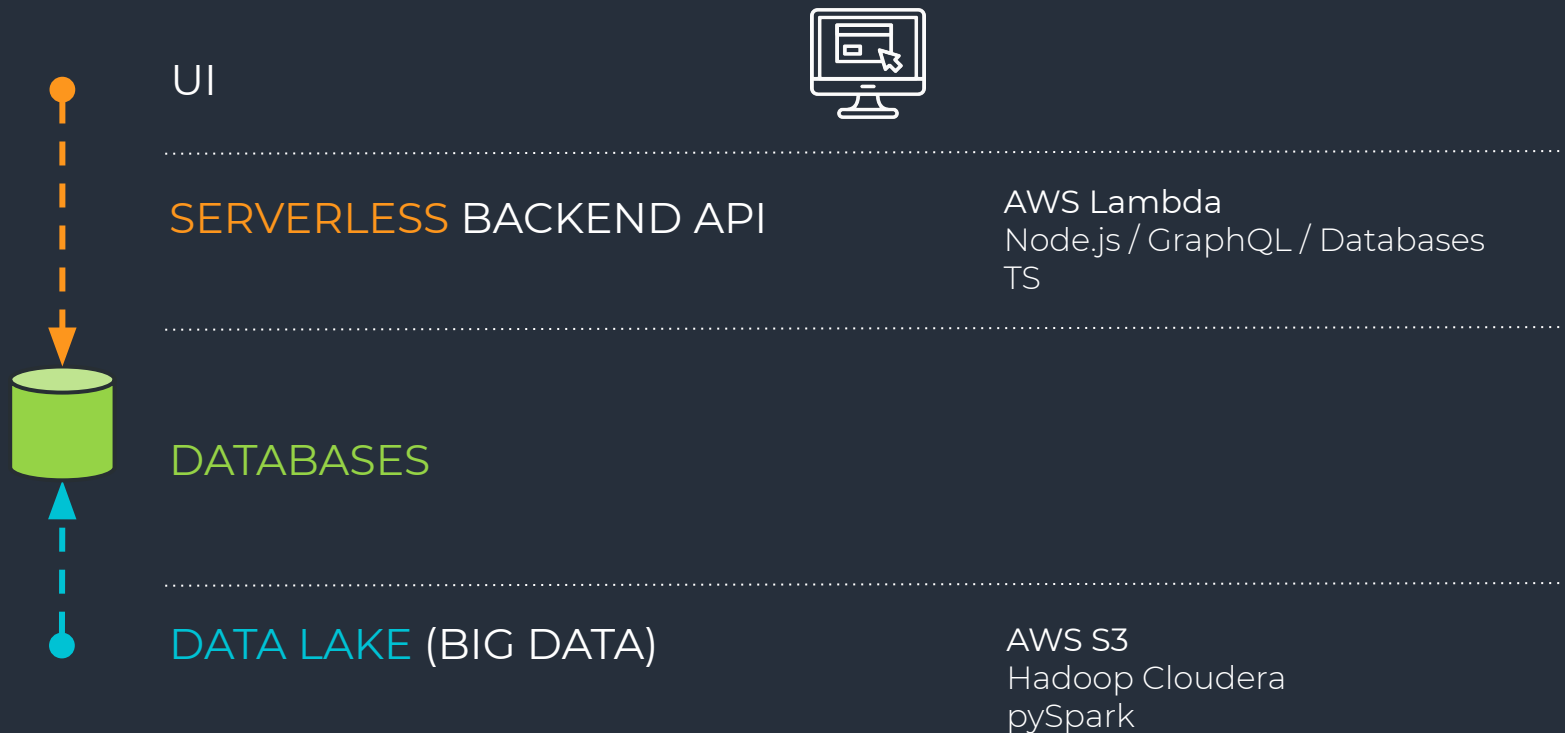 UI
SERVERLESS BACKEND API
AWS Lambda
Node.js / GraphQL / Databases
TS
DATABASES
DATA LAKE (BIG DATA)
AWS S3
Hadoop Cloudera
pySpark